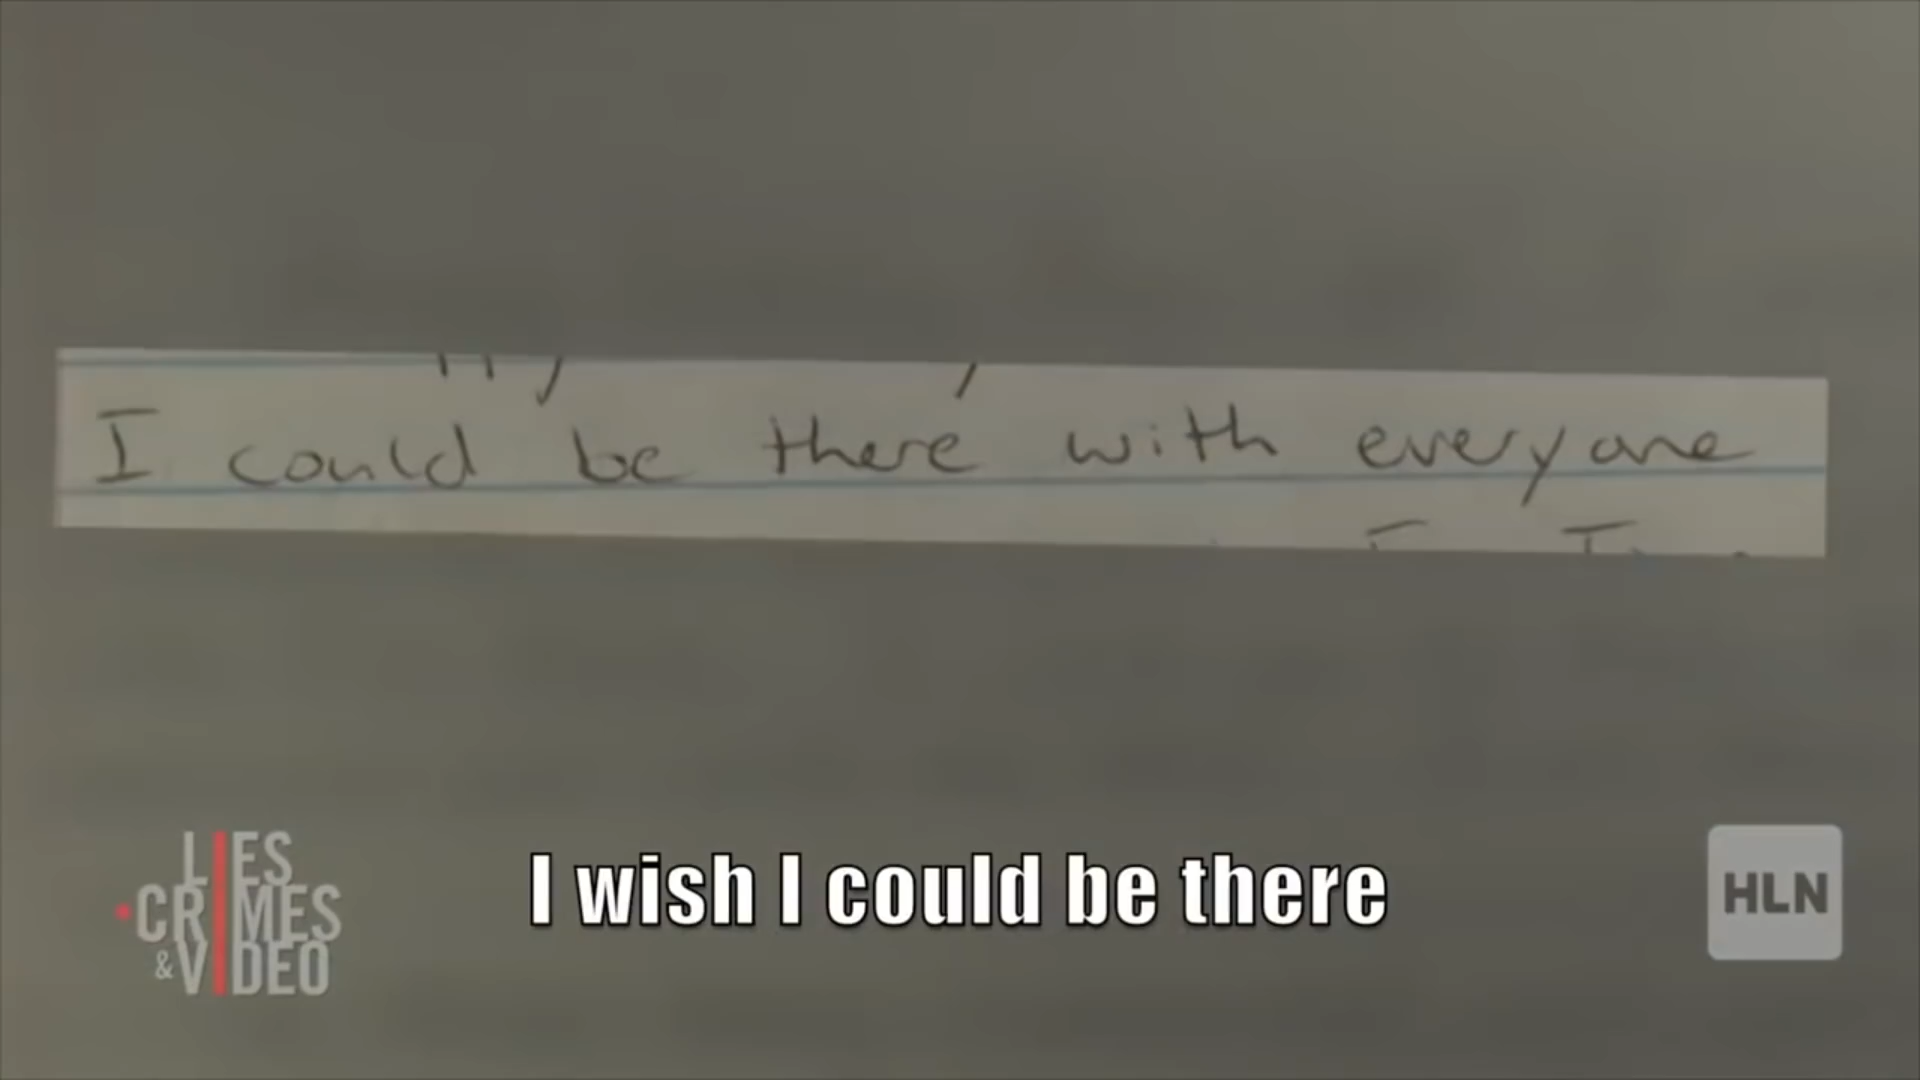 I could be there with everyone
LIES
CRIMES
& VIDEO
I wish I could be there
HLN